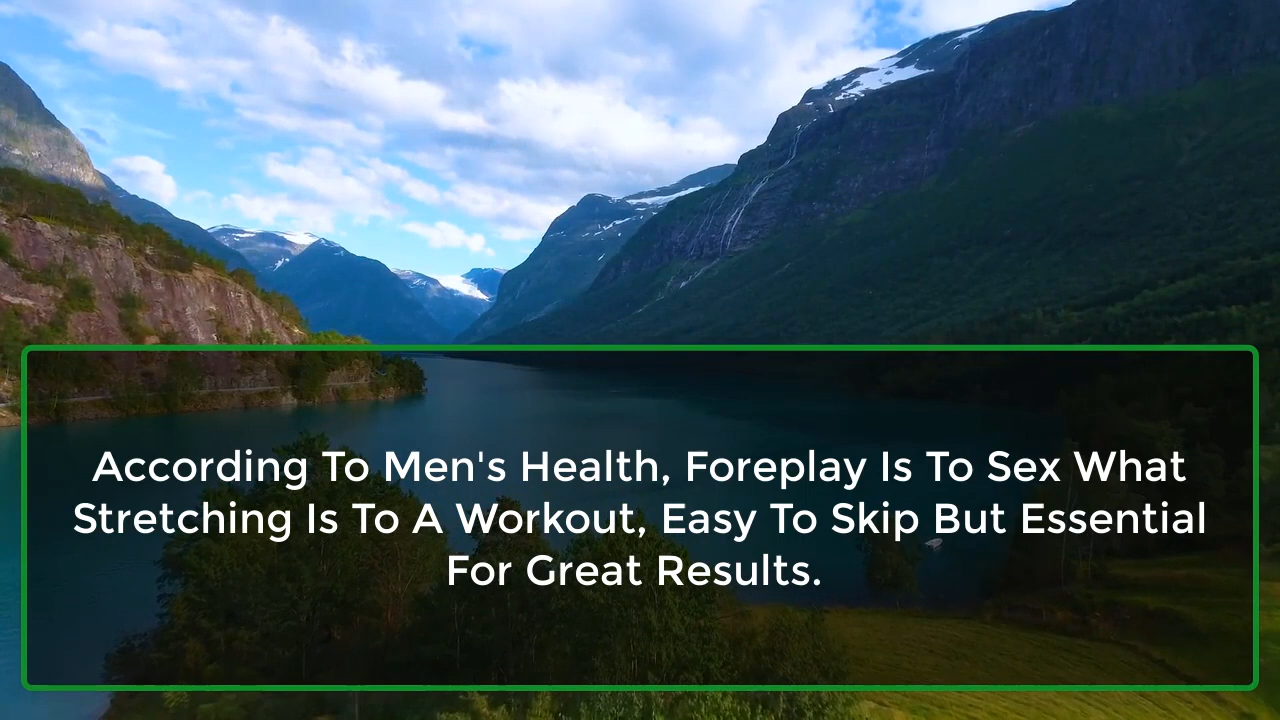 According To Men's Health, Foreplay Is To Sex What
Stretching Is To A Workout, Easy To Skip But Essential
For Great Results.